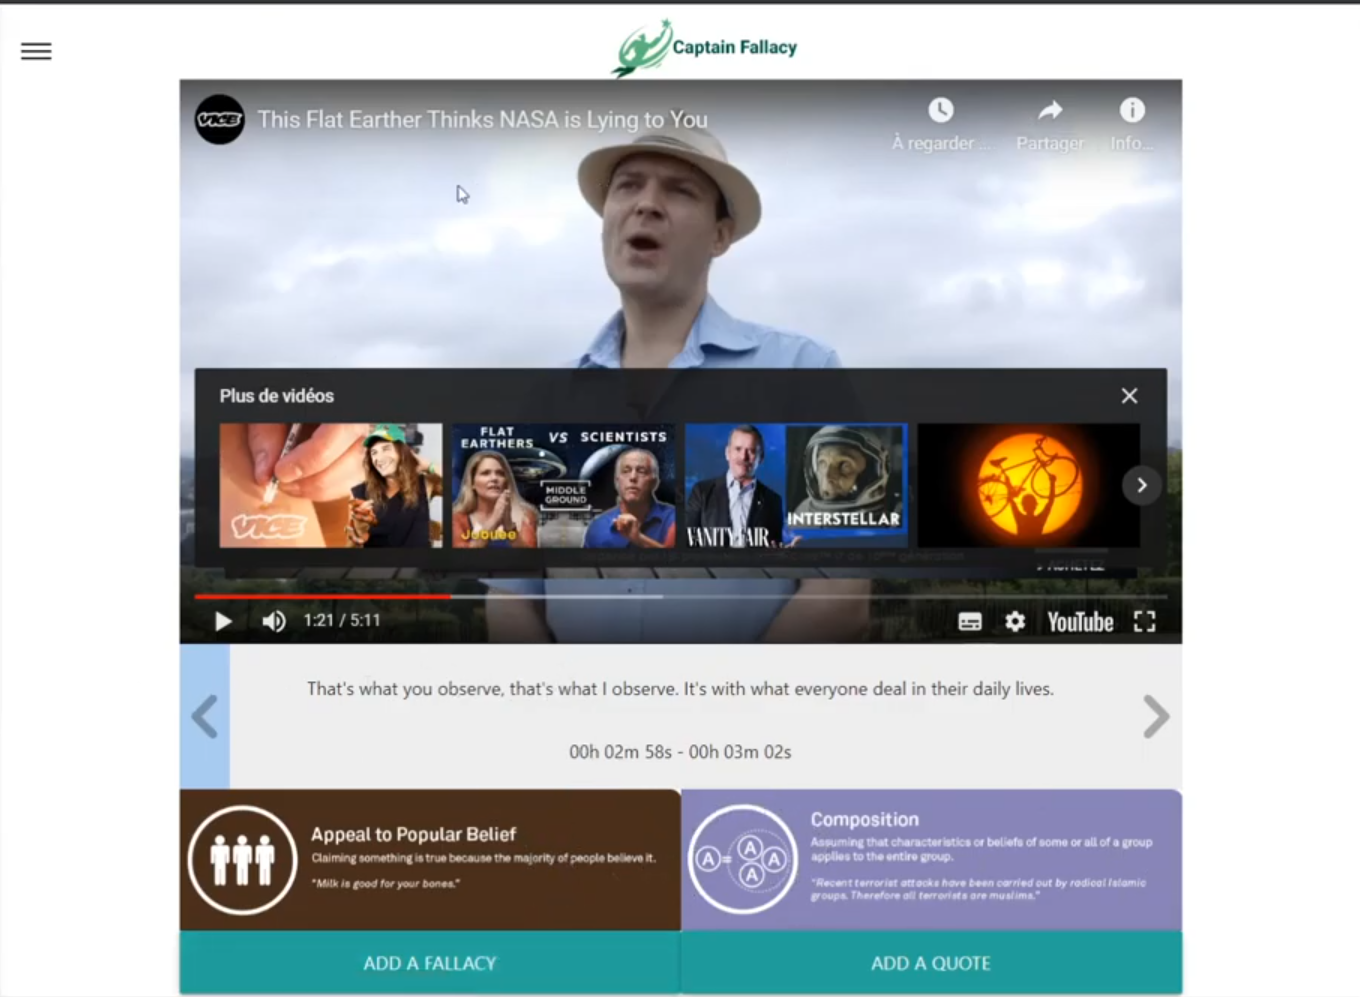 Captain Fallacy
VICE
This Flat Earther Thinks NASA is Lying to You
À regarder ...
Partager
Info...
Plus de vidéos
VICE
FLAT EARTHERS VS SCIENTISTS
MIDDLE GROUND
Jubilee
VANITY FAIR
INTERSTELLAR
1:21 / 5:11
YouTube
That's what you observe, that's what I observe. It's with what everyone deal in their daily lives.
00h 02m 58s - 00h 03m 02s
Appeal to Popular Belief
Claiming something is true because the majority of people believe it.
"Milk is good for your bones."
A = A A A
Composition
Assuming that characteristics or beliefs of some or all of a group
applies to the entire group.
"Recent terrorist attacks have been carried out by radical Islamic
groups. Therefore all terrorists are muslims."
ADD A FALLACY
ADD A QUOTE